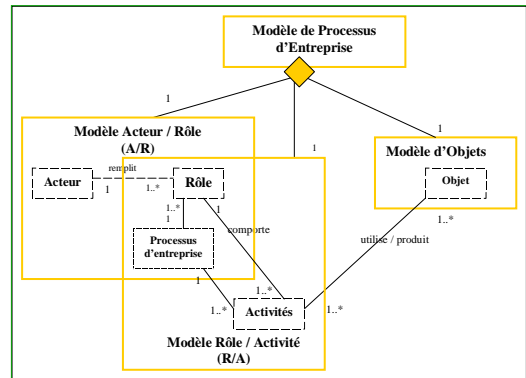 Modèle de Processus
d'Entreprise
1
1
1
Modèle Acteur / Rôle
(A/R)
Modèle d'Objets
remplit
Acteur
1
1..*
Rôle
Objet
1..*
1
1
1..*
comporte
utilise / produit
Processus
d'entreprise
1
1..*
1..*
Activités
1..*
Modèle Rôle / Activité
(R/A)